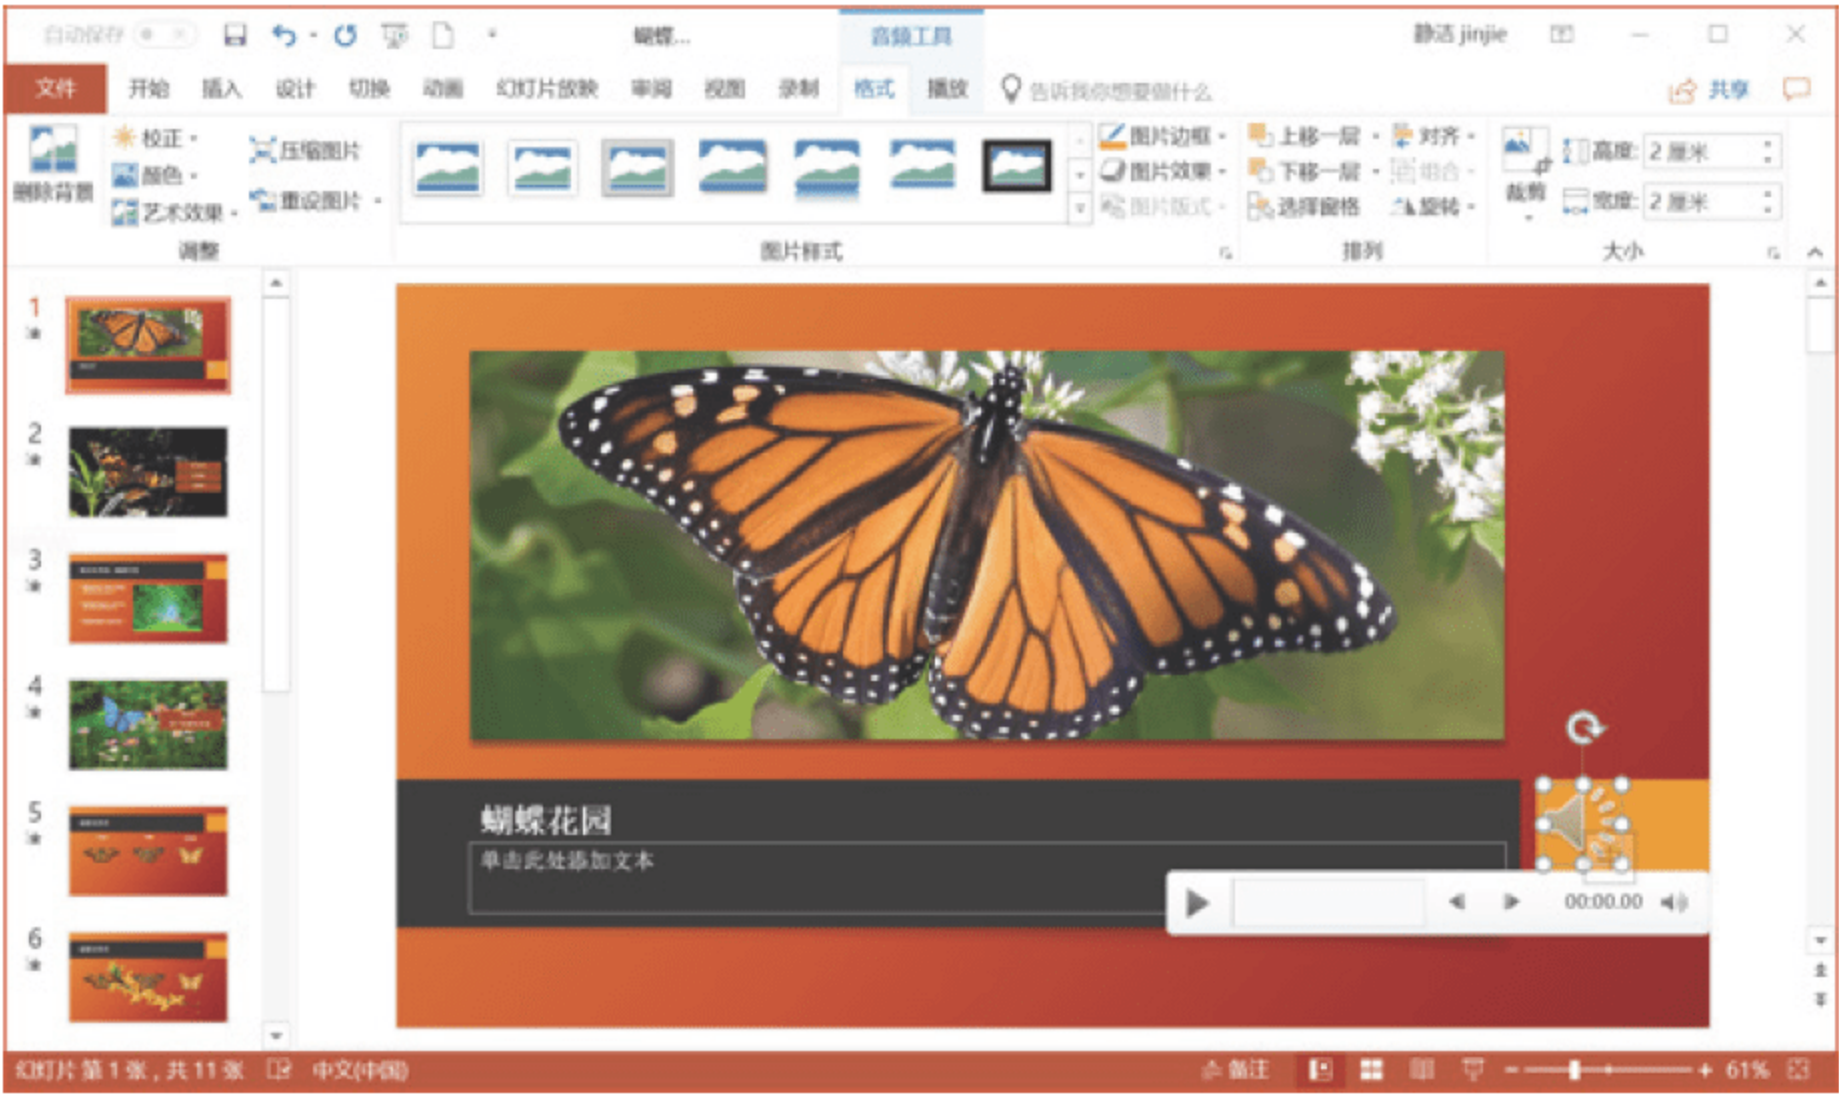 自动保存 蝴蝶... 音频工具 静洁 jinjie
文件 开始 插入 设计 切换 动画 幻灯片放映 审阅 视图 录制 格式 播放 告诉我你想要做什么 共享
删除背景
校正
颜色
艺术效果
压缩图片
重设图片
调整
图片边框
图片效果
图片版式
图片样式
上移一层
下移一层
选择窗格
对齐
组合
旋转
排列
裁剪
高度: 2 厘米
宽度: 2 厘米
大小
1
2
3
4
5
6
蝴蝶花园
单击此处添加文本
00:00.00
幻灯片 第 1 张，共 11 张 中文(中国) 备注 61%